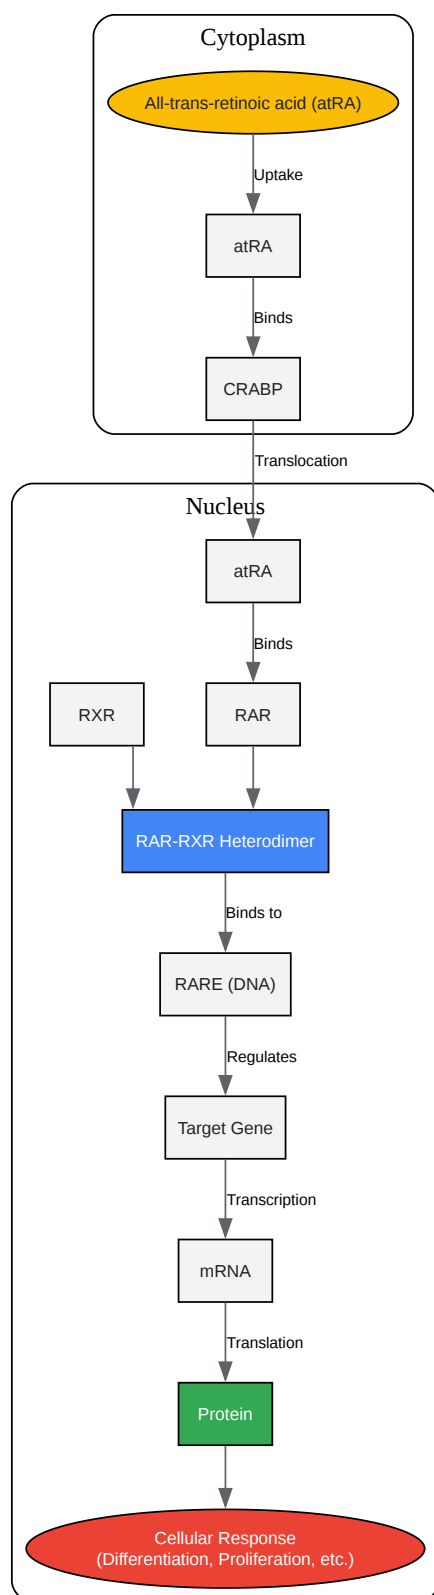 Cytoplasm
All-trans-retinoic acid (atRA)
Uptake
atRA
Binds
CRABP
Translocation
Nucleus
atRA
Binds
RXR
RAR
RAR-RXR Heterodimer
Binds to
RARE (DNA)
Regulates
Target Gene
Transcription
mRNA
Translation
Protein
Cellular Response
(Differentiation, Proliferation, etc.)